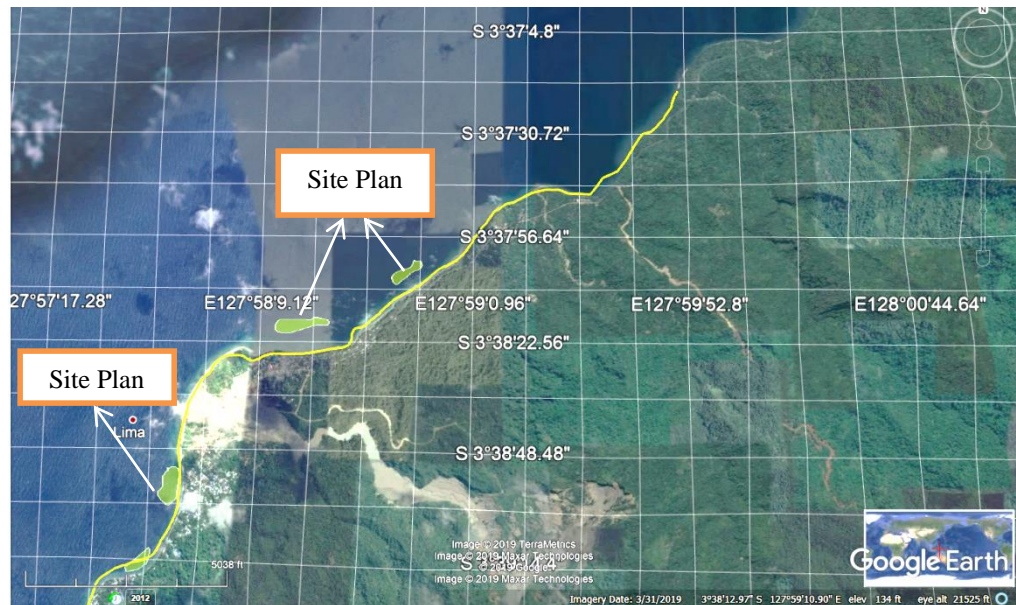 N
S 3°37'4.8"
S 3°37'30.72"
Site Plan
S 3°37'56.64"
27°57'17.28" E127°58'9.12" E127°59'0.96" E127°59'52.8" E128°00'44.64"
S 3°38'22.56"
Site Plan
Lima
S 3°38'48.48"
Image © 2019 TerraMetrics
Image © 2019 Maxar Technologies
© 2019 Google
Image © 2019 Maxar Technologies
5038 ft
Google Earth
2012
Imagery Date: 3/31/2019 3°38'12.97" S 127°59'10.90" E elev 134 ft eye alt 21525 ft